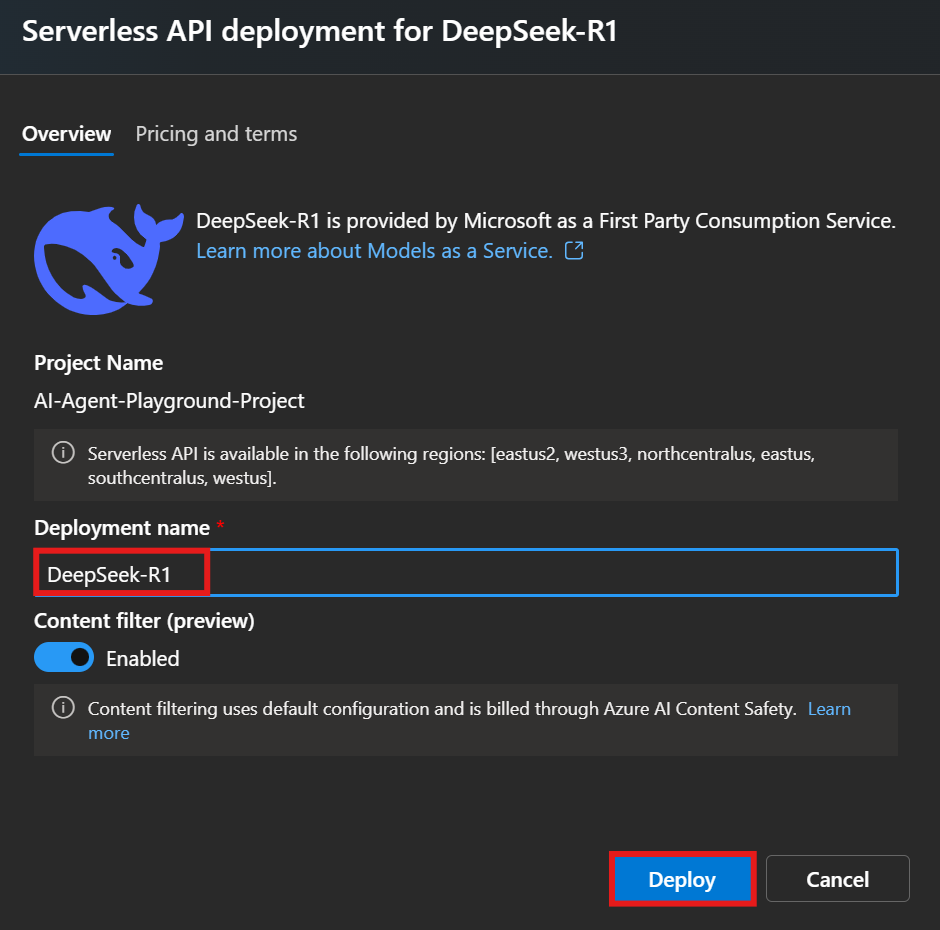 Serverless API deployment for DeepSeek-R1
Overview
Pricing and terms
DeepSeek-R1 is provided by Microsoft as a First Party Consumption Service.
Learn more about Models as a Service.
Project Name
AI-Agent-Playground-Project
Serverless API is available in the following regions: [eastus2, westus3, northcentralus, eastus,
southcentralus, westus].
Deployment name *
DeepSeek-R1
Content filter (preview)
Enabled
Content filtering uses default configuration and is billed through Azure AI Content Safety. Learn
more
Deploy
Cancel